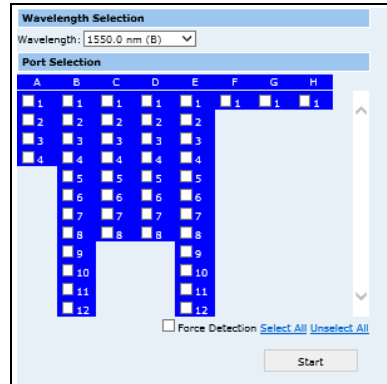 Wavelength Selection
Wavelength: 1550.0 nm (B)
Port Selection
A B C D E F G H
1 1 1 1 1 1 1 1
2 2 2 2 2
3 3 3 3 3
4 4 4 4 4
5 5 5 5
6 6 6 6
7 7 7 7
8 8 8 8
9 9
10 10
11 11
12 12
Force Detection Select All Unselect All
Start